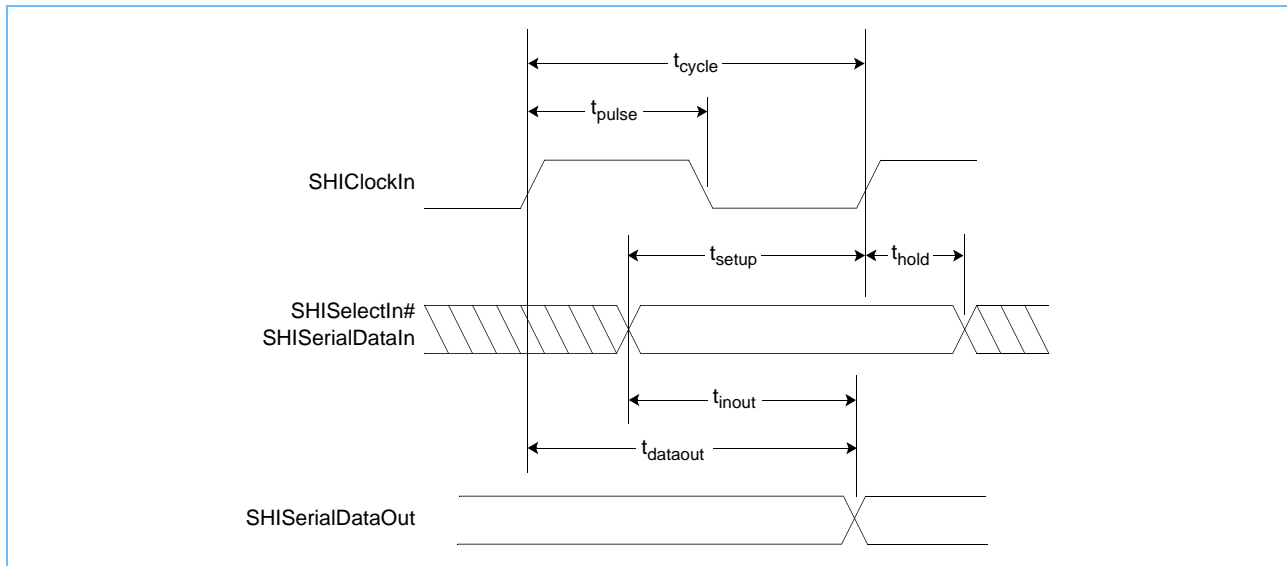 tcycle
tpulse
SHIClockIn
tsetup
thold
SHISelectIn#
SHISerialDataIn
tinout
tdataout
SHISerialDataOut